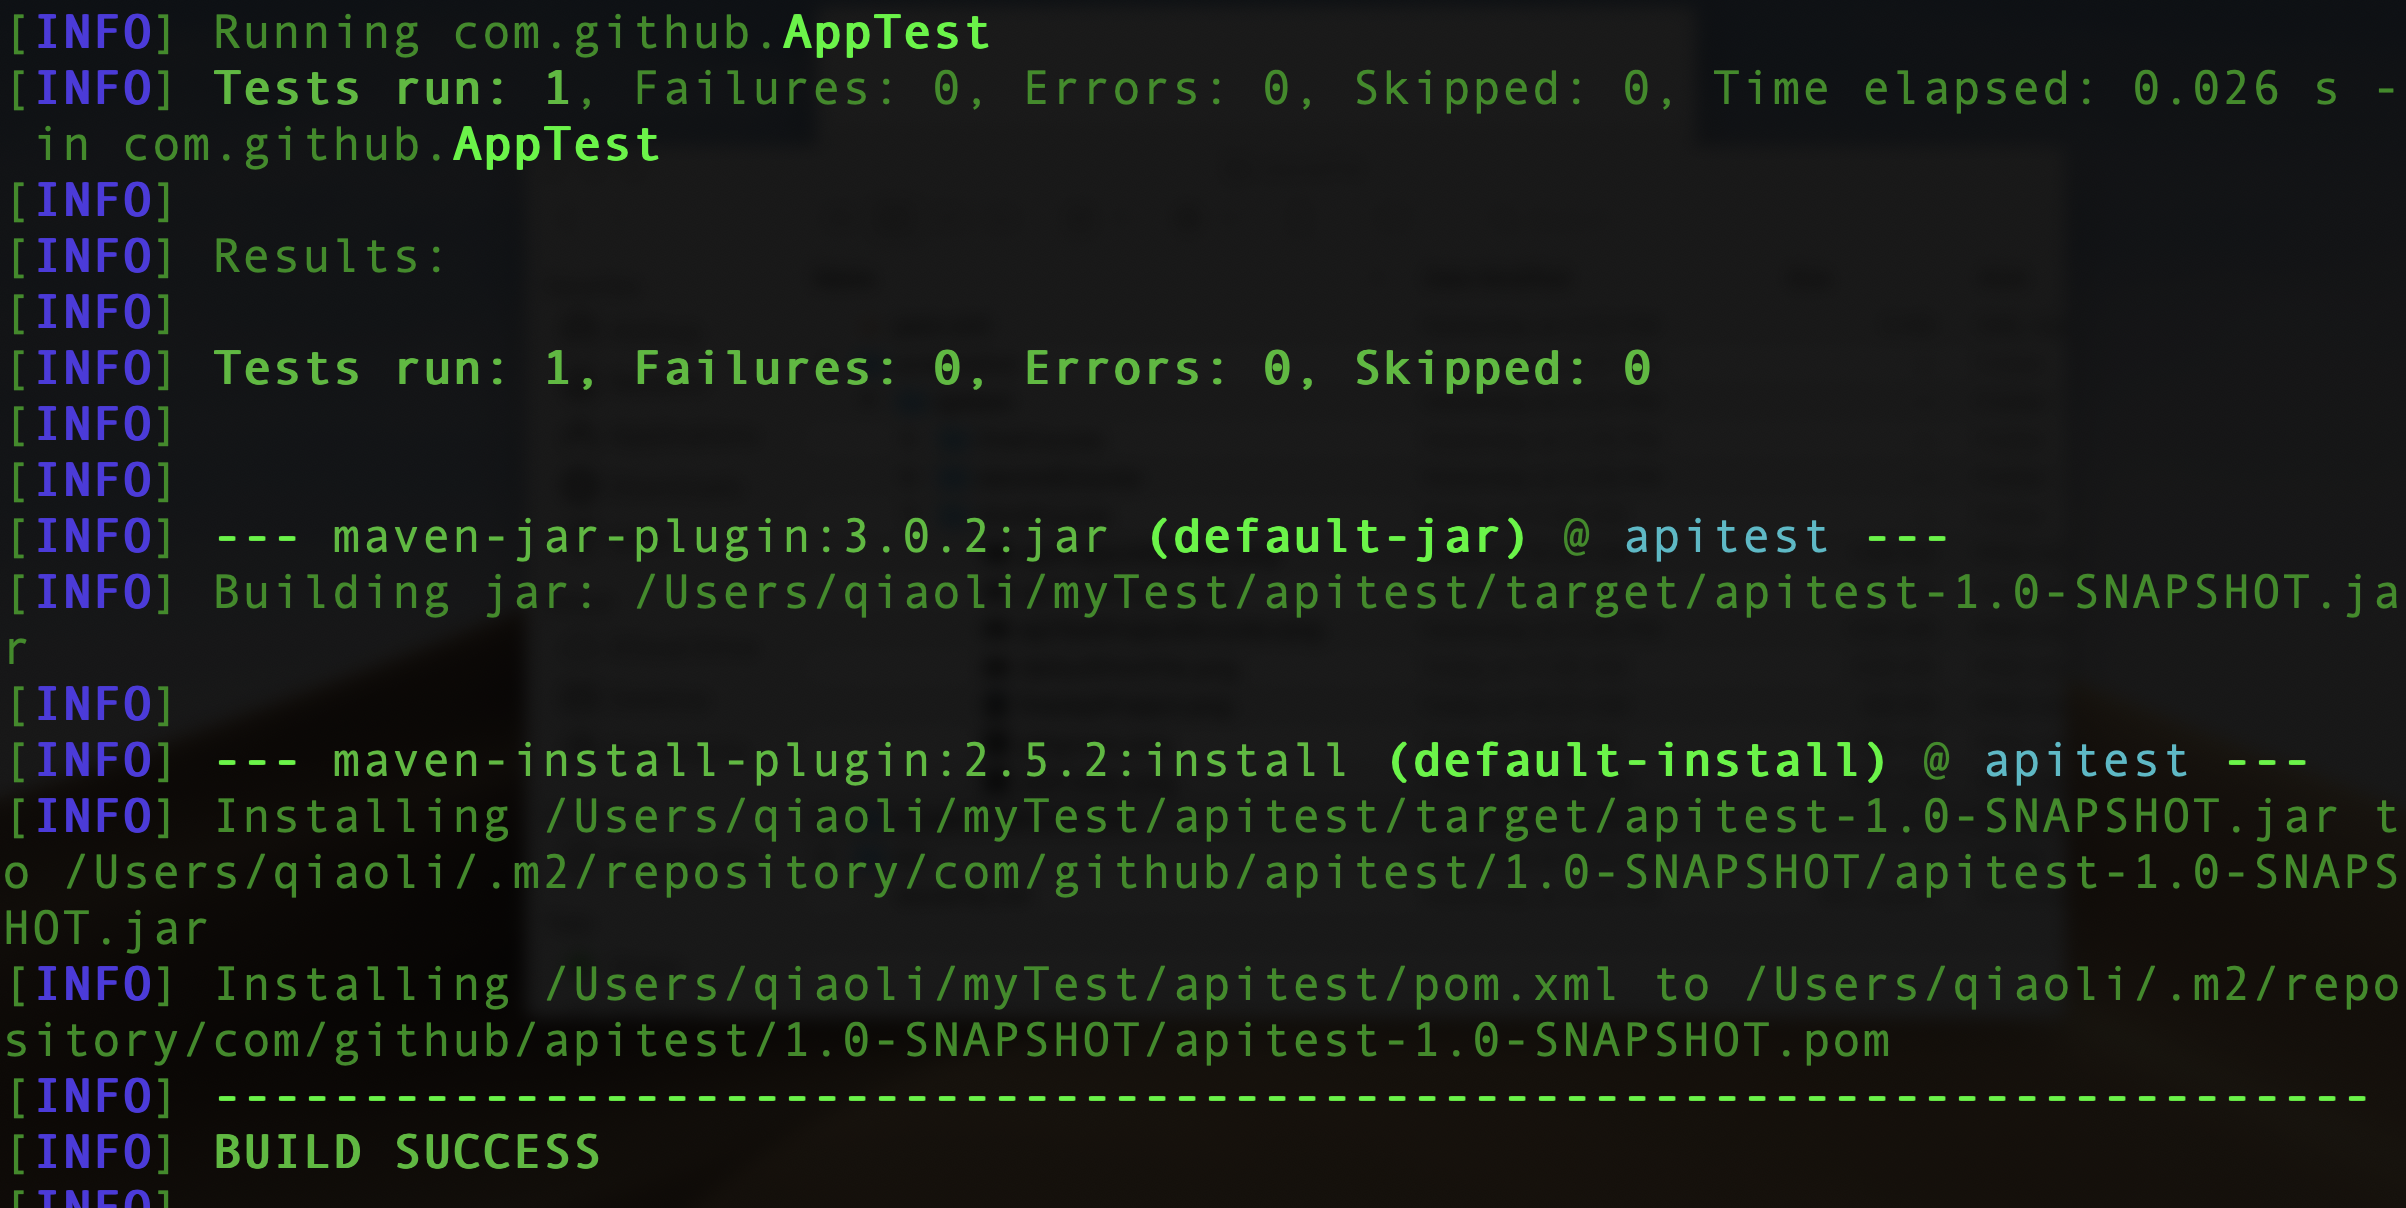 [INFO] Running com.github.AppTest
[INFO] Tests run: 1, Failures: 0, Errors: 0, Skipped: 0, Time elapsed: 0.026 s -
 in com.github.AppTest
[INFO]
[INFO] Results:
[INFO]
[INFO] Tests run: 1, Failures: 0, Errors: 0, Skipped: 0
[INFO]
[INFO]
[INFO] --- maven-jar-plugin:3.0.2:jar (default-jar) @ apitest ---
[INFO] Building jar: /Users/qiaoli/myTest/apitest/target/apitest-1.0-SNAPSHOT.ja
r
[INFO]
[INFO] --- maven-install-plugin:2.5.2:install (default-install) @ apitest ---
[INFO] Installing /Users/qiaoli/myTest/apitest/target/apitest-1.0-SNAPSHOT.jar t
o /Users/qiaoli/.m2/repository/com/github/apitest/1.0-SNAPSHOT/apitest-1.0-SNAPS
HOT.jar
[INFO] Installing /Users/qiaoli/myTest/apitest/pom.xml to /Users/qiaoli/.m2/repo
sitory/com/github/apitest/1.0-SNAPSHOT/apitest-1.0-SNAPSHOT.pom
[INFO] ------------------------------------------------------------------------
[INFO] BUILD SUCCESS
[INFO]